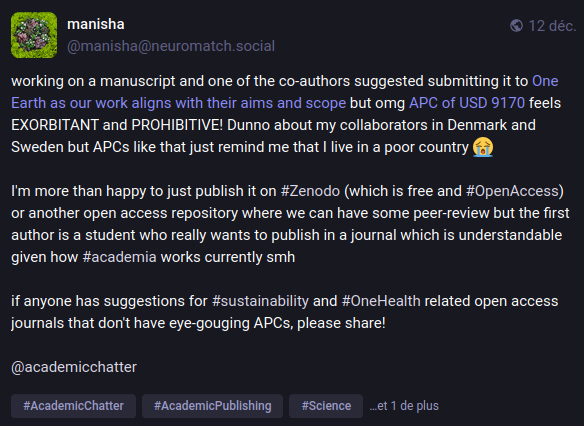 manisha
@manisha@neuromatch.social
12 déc.
working on a manuscript and one of the co-authors suggested submitting it to One
Earth as our work aligns with their aims and scope but omg APC of USD 9170 feels
EXORBITANT and PROHIBITIVE! Dunno about my collaborators in Denmark and
Sweden but APCs like that just remind me that I live in a poor country 😭
I'm more than happy to just publish it on #Zenodo (which is free and #OpenAccess)
or another open access repository where we can have some peer-review but the first
author is a student who really wants to publish in a journal which is understandable
given how #academia works currently smh
if anyone has suggestions for #sustainability and #OneHealth related open access
journals that don't have eye-gouging APCs, please share!
@academicchatter
#AcademicChatter #AcademicPublishing #Science ...et 1 de plus